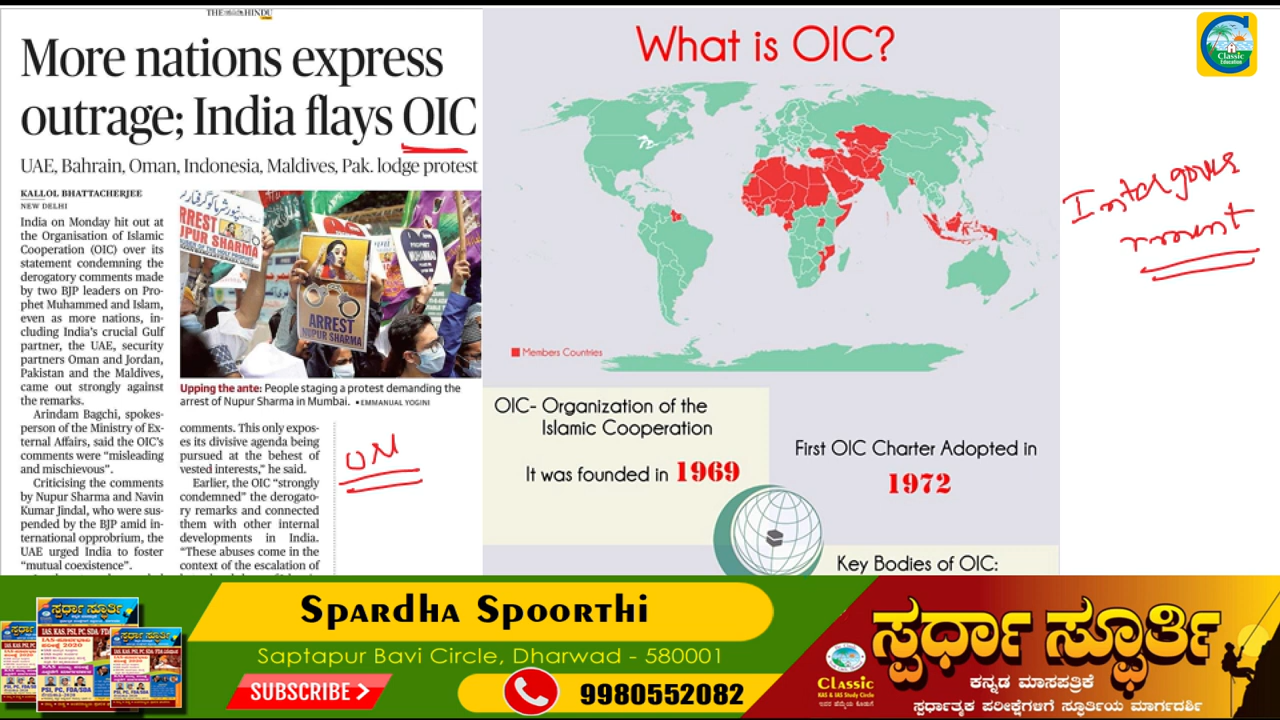 THE HINDU
More nations express
outrage; India flays OIC
UAE, Bahrain, Oman, Indonesia, Maldives, Pak. lodge protest
KALLOL BHATTACHERJEE
NEW DELHI
India on Monday hit out at
the Organisation of Islamic
Cooperation (OIC) over its
statement condemning the
derogatory comments made
by two BJP leaders on Pro-
phet Muhammed and Islam,
even as more nations, in-
cluding India's crucial Gulf
partner, the UAE, security
partners Oman and Jordan,
Pakistan and the Maldives,
came out strongly against
the remarks.
Arindam Bagchi, spokes-
person of the Ministry of Ex-
ternal Affairs, said the OIC's
comments were "misleading
and mischievous".
Criticising the comments
by Nupur Sharma and Navin
Kumar Jindal, who were sus-
pended by the BJP amid in-
ternational opprobrium, the
UAE urged India to foster
"mutual coexistence".
ARREST
NUPUR SHARMA
ARREST
NUPUR SHARMA
Upping the ante: People staging a protest demanding the
arrest of Nupur Sharma in Mumbai. ▪ EMMANUAL YOGINI
comments. This only expos-
es its divisive agenda being
pursued at the behest of
vested interests," he said.
Earlier, the OIC "strongly
condemned" the derogato-
ry remarks and connected
them with other internal
developments in India.
"These abuses come in the
context of the escalation of
UN
What is OIC?
Members Countries
OIC- Organization of the
Islamic Cooperation
It was founded in 1969
First OIC Charter Adopted in
1972
Key Bodies of OIC:
Classic
Education
Spardha Spoorthi
Saptapur Bavi Circle, Dharwad - 580001
SUBSCRIBE
9980552082
ಸ್ಪರ್ಧಾ ಸ್ಫೂರ್ತಿ
ಕನ್ನಡ ಮಾಸಪತ್ರಿಕೆ
ಸ್ಪರ್ಧಾತ್ಮಕ ಪರೀಕ್ಷೆಗಳಿಗೆ ಸ್ಫೂರ್ತಿಯ ಮಾರ್ಗದರ್ಶಿ
Classic
KAS & IAS Study Circle